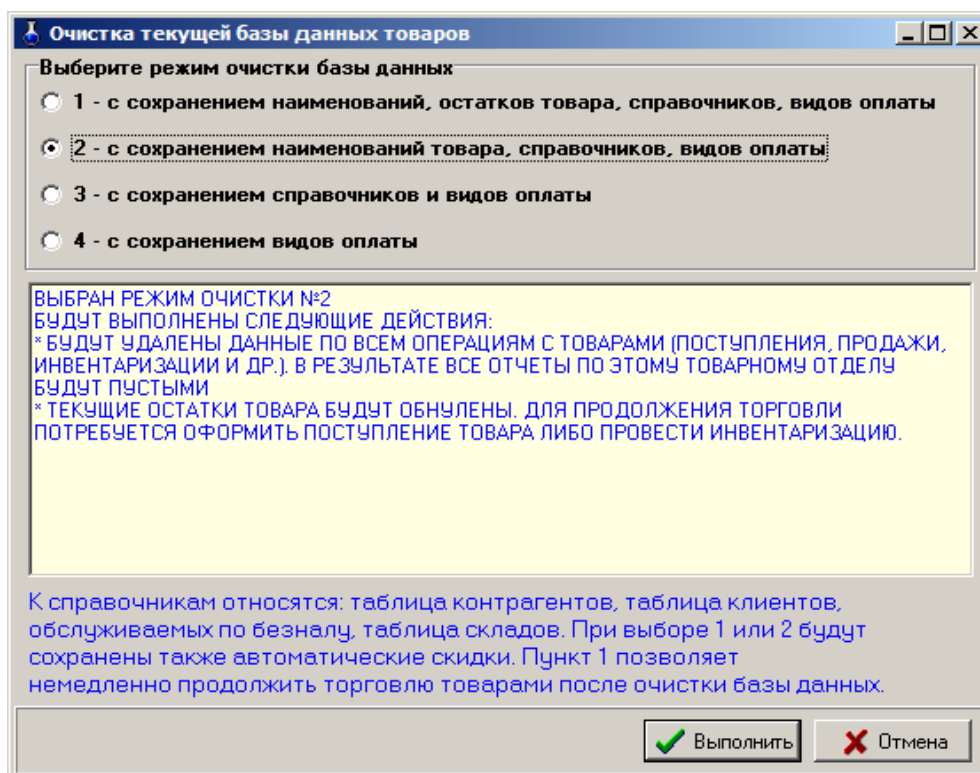 Очистка текущей базы данных товаров
Выберите режим очистки базы данных
1 - с сохранением наименований, остатков товара, справочников, видов оплаты
2 - с сохранением наименований товара, справочников, видов оплаты
3 - с сохранением справочников и видов оплаты
4 - с сохранением видов оплаты
ВЫБРАН РЕЖИМ ОЧИСТКИ №2
БУДУТ ВЫПОЛНЕНЫ СЛЕДУЮЩИЕ ДЕЙСТВИЯ:
* БУДУТ УДАЛЕНЫ ДАННЫЕ ПО ВСЕМ ОПЕРАЦИЯМ С ТОВАРАМИ (ПОСТУПЛЕНИЯ, ПРОДАЖИ,
ИНВЕНТАРИЗАЦИИ И ДР.). В РЕЗУЛЬТАТЕ ВСЕ ОТЧЕТЫ ПО ЭТОМУ ТОВАРНОМУ ОТДЕЛУ
БУДУТ ПУСТЫМИ
* ТЕКУЩИЕ ОСТАТКИ ТОВАРА БУДУТ ОБНУЛЕНЫ. ДЛЯ ПРОДОЛЖЕНИЯ ТОРГОВЛИ
ПОТРЕБУЕТСЯ ОФОРМИТЬ ПОСТУПЛЕНИЕ ТОВАРА ЛИБО ПРОВЕСТИ ИНВЕНТАРИЗАЦИЮ.
К справочникам относятся: таблица контрагентов, таблица клиентов,
обслуживаемых по безналу, таблица складов. При выборе 1 или 2 будут
сохранены также автоматические скидки. Пункт 1 позволяет
немедленно продолжить торговлю товарами после очистки базы данных.
Выполнить
Отмена